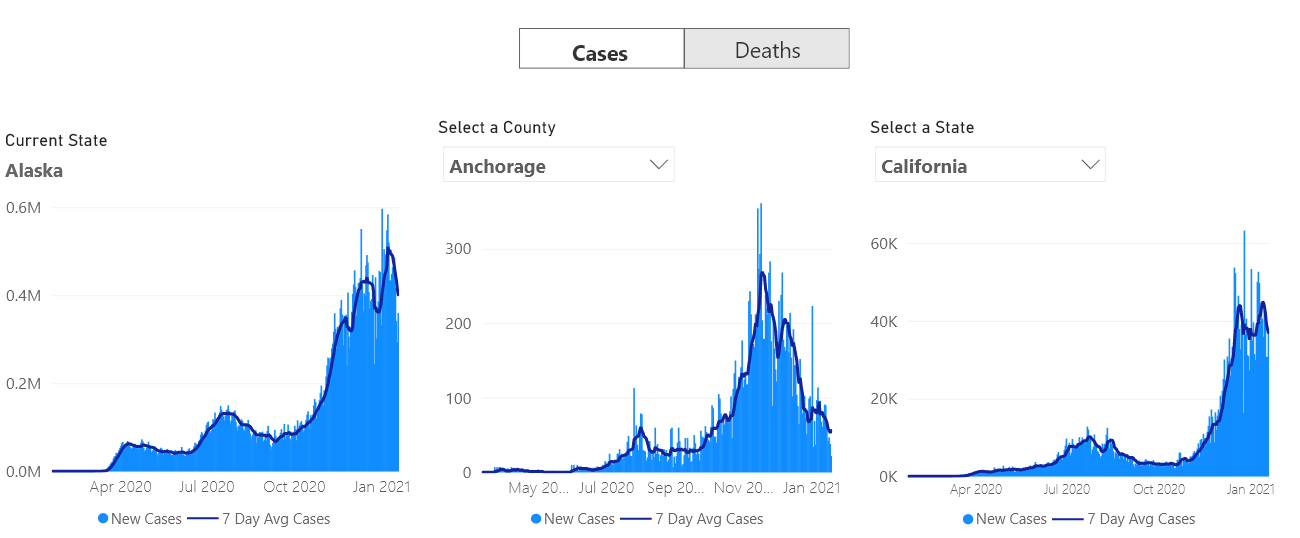 Cases
Deaths
Current State
Alaska
0.6M
0.4M
0.2M
0.0M
Apr 2020 Jul 2020 Oct 2020 Jan 2021
New Cases 7 Day Avg Cases
Select a County
Anchorage
300
200
100
0
May 20... Jul 2020 Sep 20... Nov 20... Jan 2021
New Cases 7 Day Avg Cases
Select a State
California
60K
40K
20K
0K
Apr 2020 Jul 2020 Oct 2020 Jan 2021
New Cases 7 Day Avg Cases